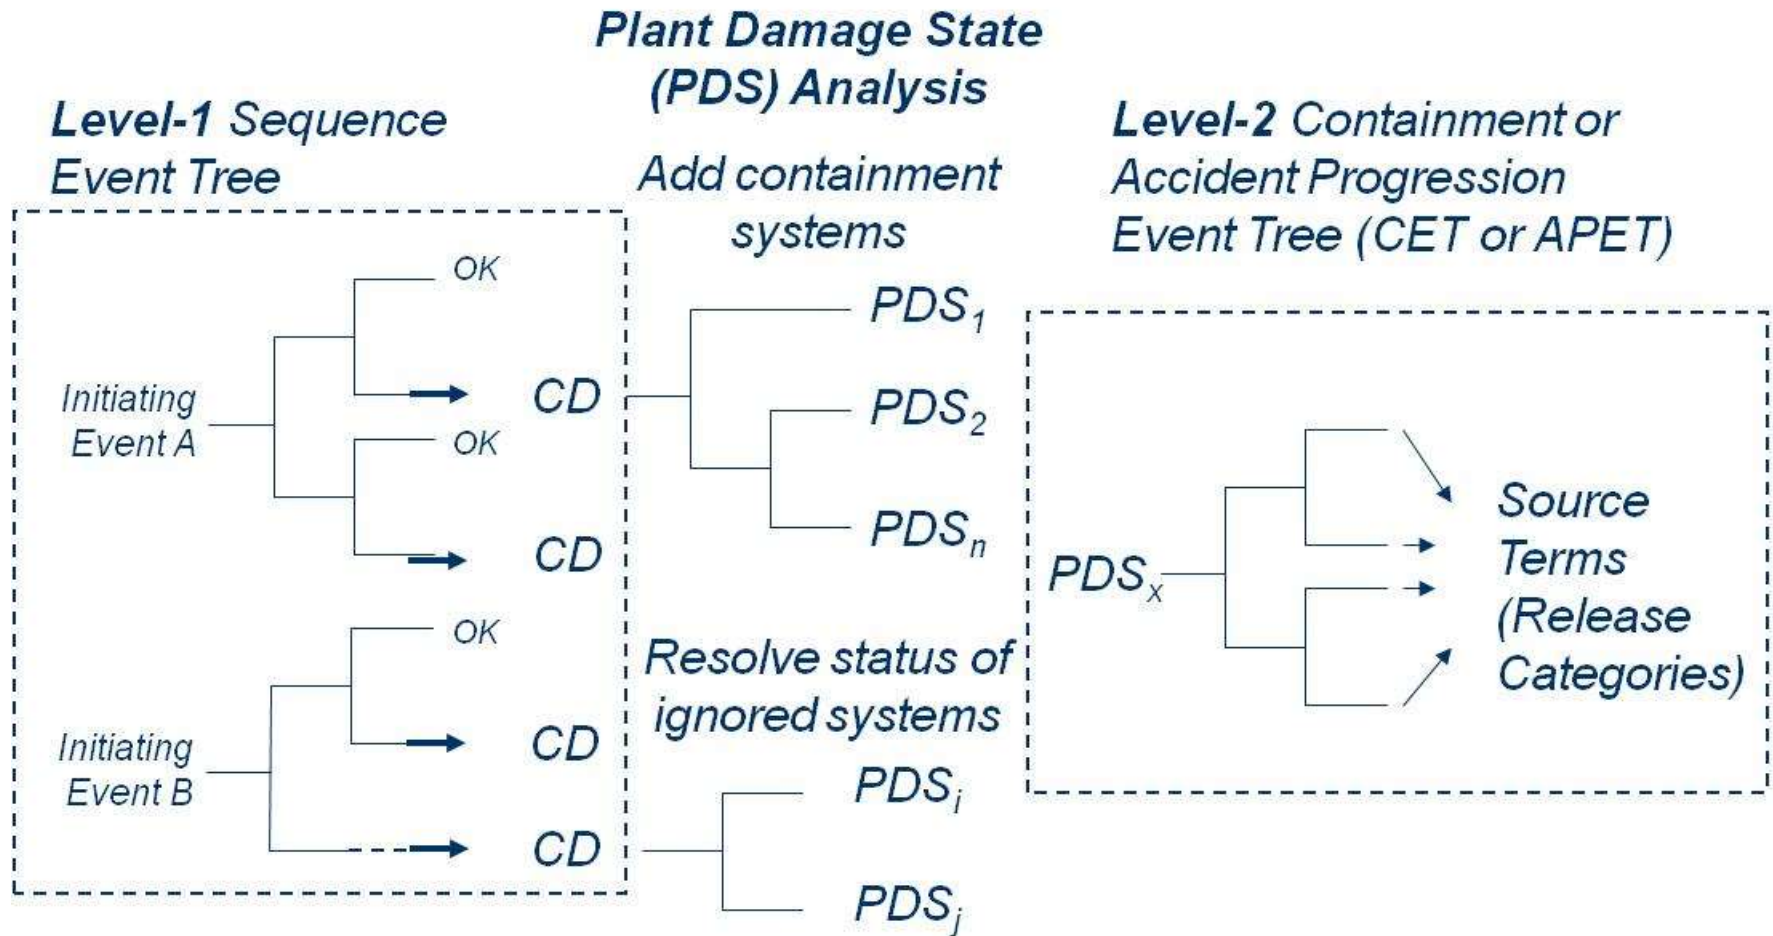 Plant Damage State
(PDS) Analysis
Level-1 Sequence
Event Tree
Add containment
systems
Level-2 Containment or
Accident Progression
Event Tree (CET or APET)
OK
Initiating
Event A
CD
OK
CD
PDS1
PDS2
PDSn
OK
Initiating
Event B
CD
CD
Resolve status of
ignored systems
PDSi
PDSj
PDSx
Source
Terms
(Release
Categories)